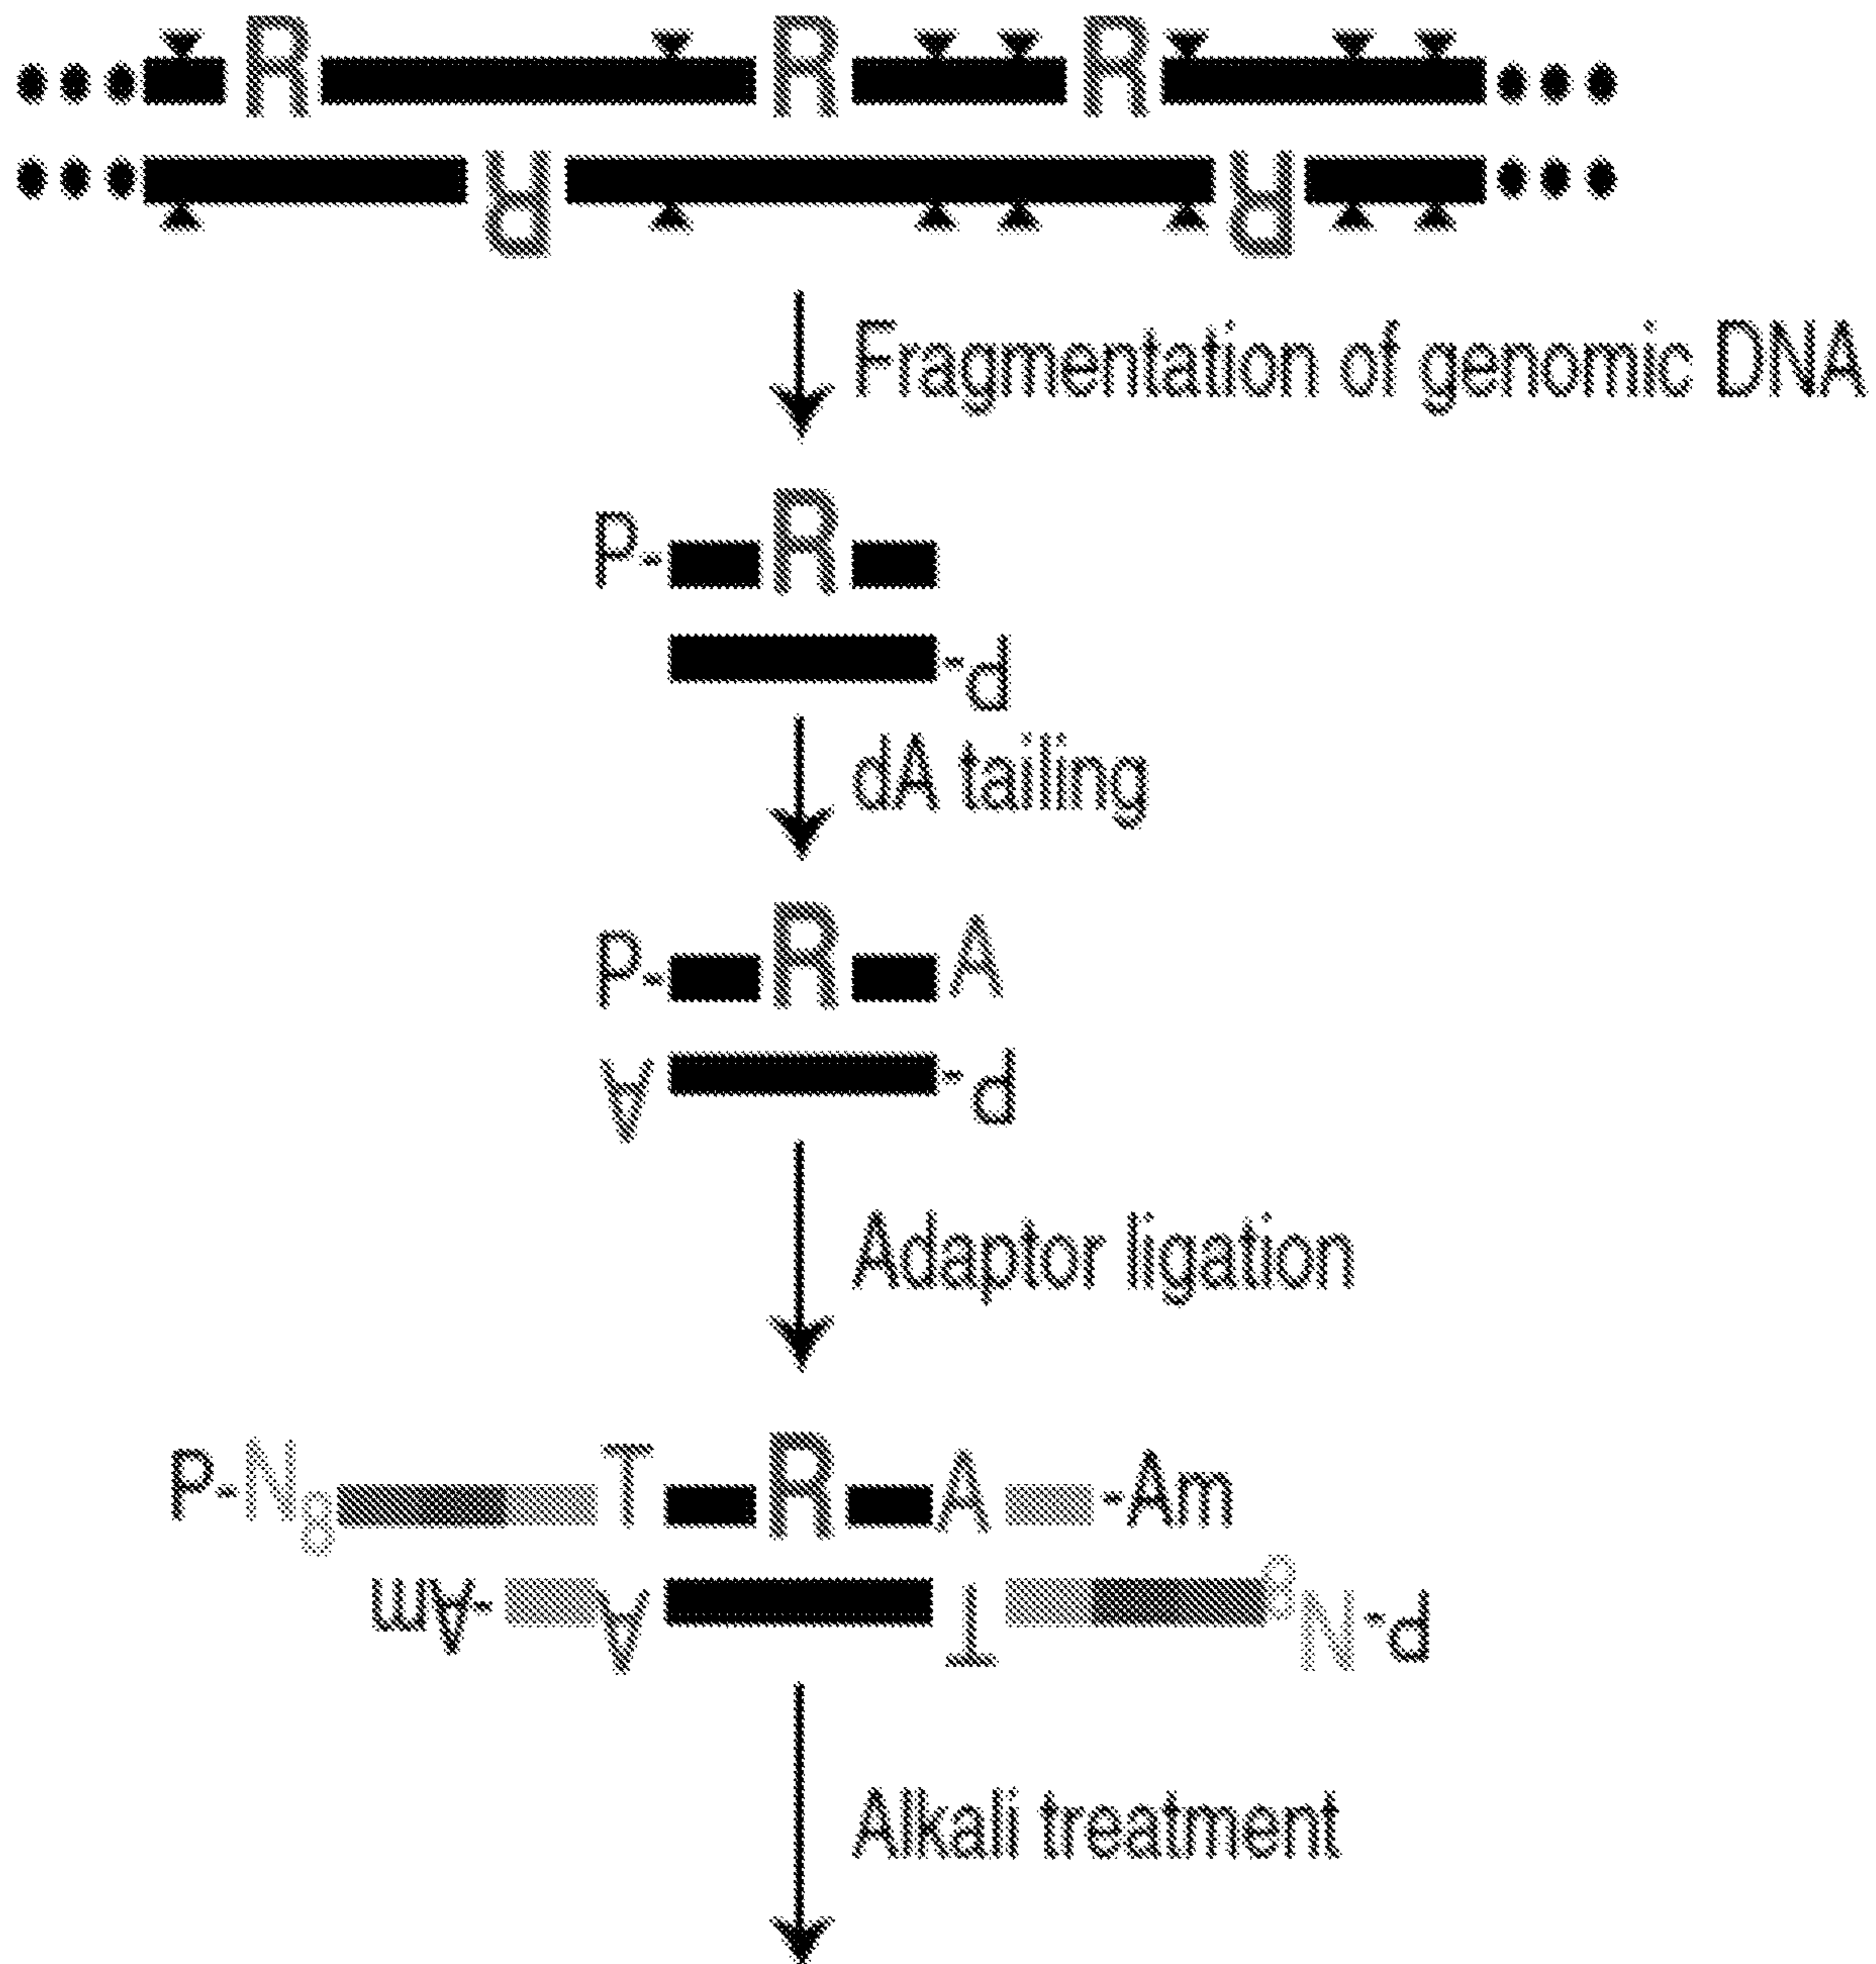 R R R
R R
Fragmentation of genomic DNA
P- R
-P
dA tailing
P- R A
A -P
Adaptor ligation
P-N8 T R A -Am
Am- A T N8-P
Alkali treatment